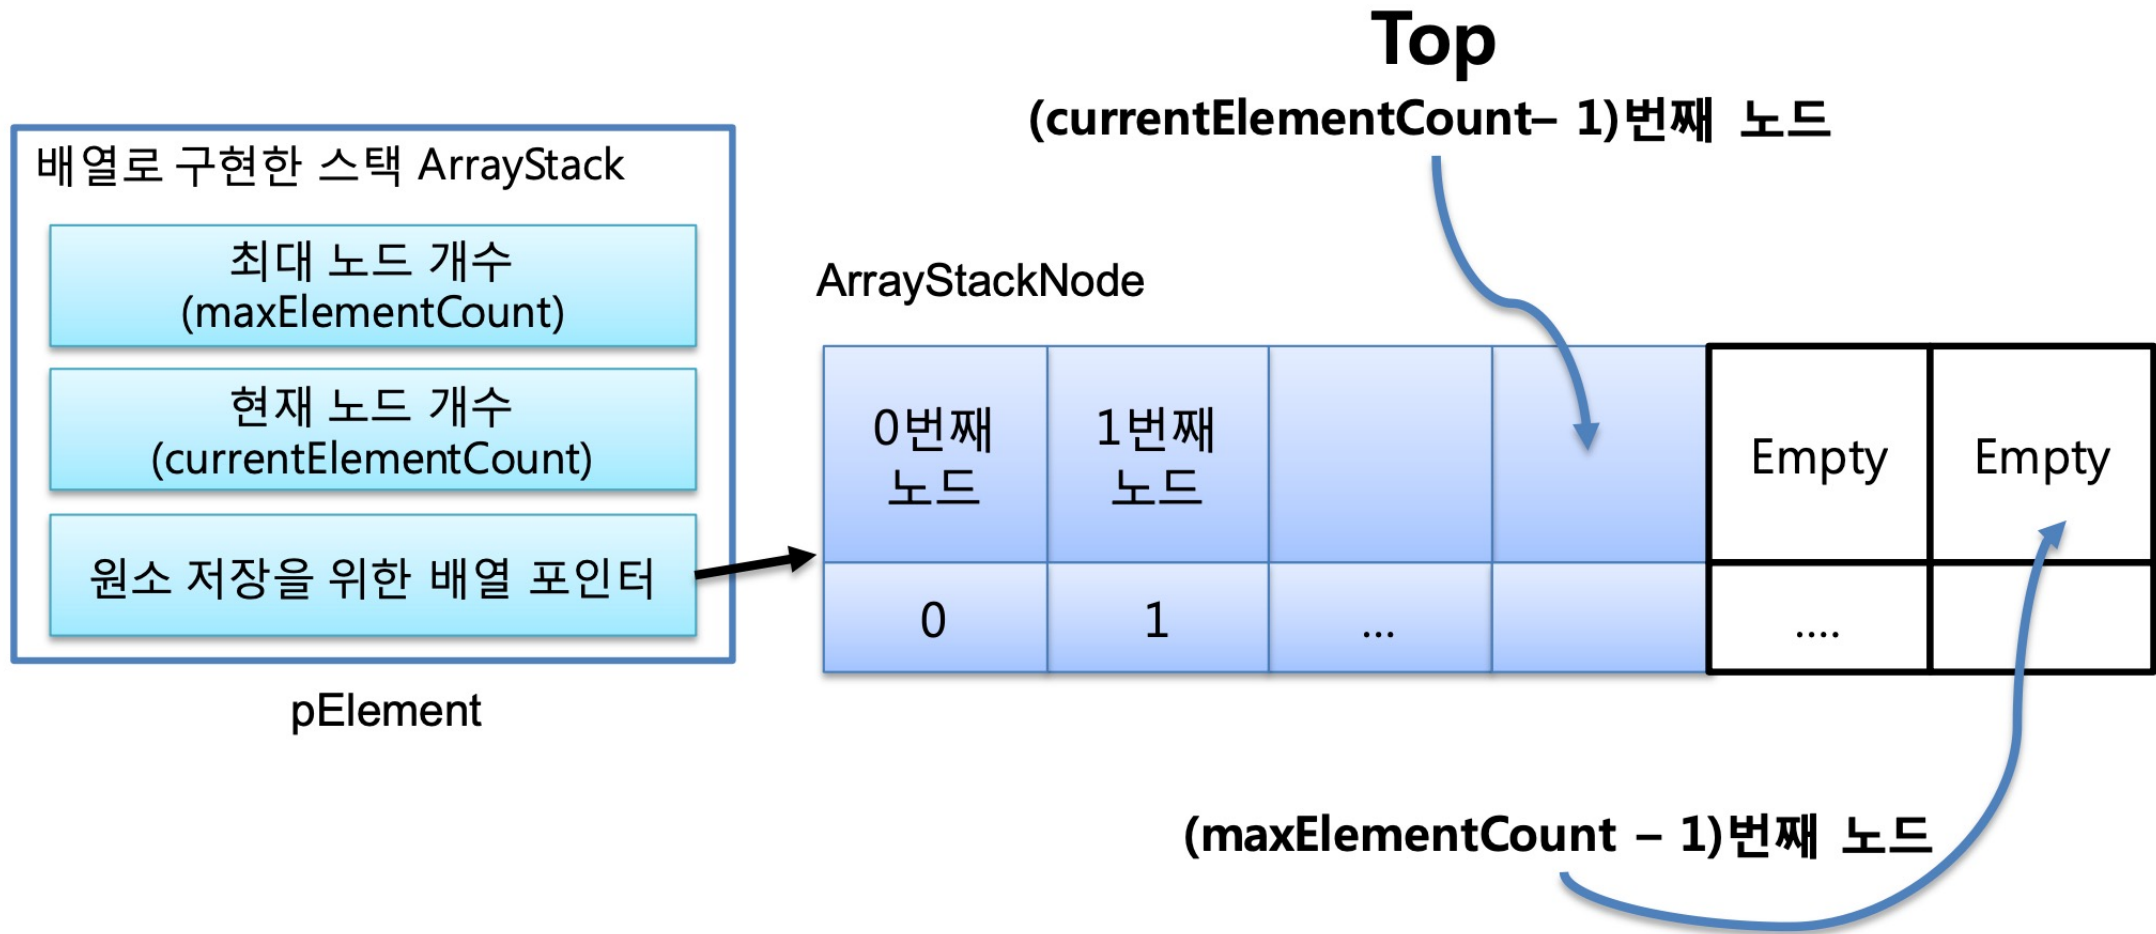 Top
(currentElementCount– 1)번째 노드
배열로 구현한 스택 ArrayStack
최대 노드 개수
(maxElementCount)
현재 노드 개수
(currentElementCount)
원소 저장을 위한 배열 포인터
pElement
ArrayStackNode
0번째
노드
1번째
노드
Empty
Empty
0
1
...
....
(maxElementCount – 1)번째 노드